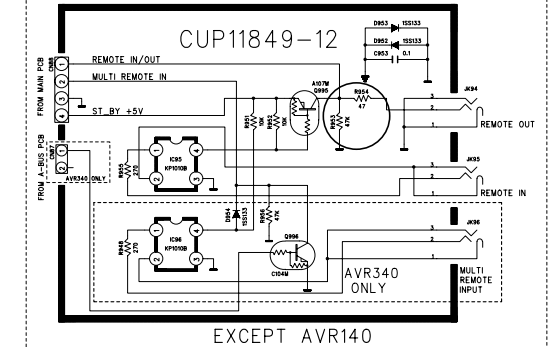 D953 1SS133
D952 1SS133
C953 0.1
CUP11849-12
FROM MAIN PCB
CN88
1
2
3
4
REMOTE IN/OUT
MULTI REMOTE IN
ST_BY +5V
A107M
Q995
R951
10K
R952
10K
R953
47K
R954
47
JK94
3
2
1
REMOTE OUT
FROM A-BUS PCB
CN87
1
2
AVR340 ONLY
R955
270
1
2
3
4
IC95
KP1010B
JK95
3
2
1
REMOTE IN
D954
1SS133
R956
47K
Q996
C104M
R948
270
1
2
3
4
IC96
KP1010B
AVR340
ONLY
JK96
3
2
1
MULTI
REMOTE
INPUT
EXCEPT AVR140